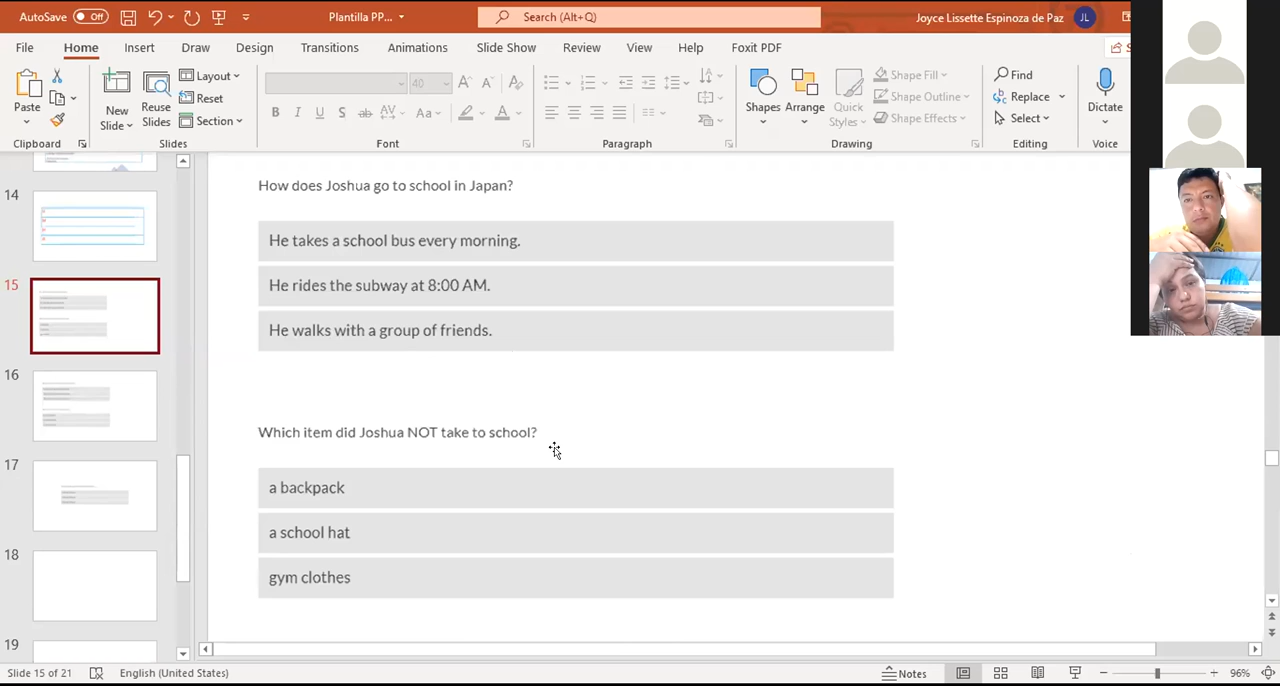 AutoSave Off Plantilla PP... Search (Alt+Q) Joyce Lissette Espinoza de Paz JL
File Home Insert Draw Design Transitions Animations Slide Show Review View Help Foxit PDF
Paste
Clipboard
New Slide
Reuse Slides
Layout
Reset
Section
Slides
40
B I U S ab AV Aa A
Font
Paragraph
Shapes
Arrange
Quick Styles
Shape Fill
Shape Outline
Shape Effects
Drawing
Find
Replace
Select
Editing
Dictate
Voice
14
15
16
17
18
19
How does Joshua go to school in Japan?
He takes a school bus every morning.
He rides the subway at 8:00 AM.
He walks with a group of friends.
Which item did Joshua NOT take to school?
a backpack
a school hat
gym clothes
Slide 15 of 21 English (United States) Notes 96%